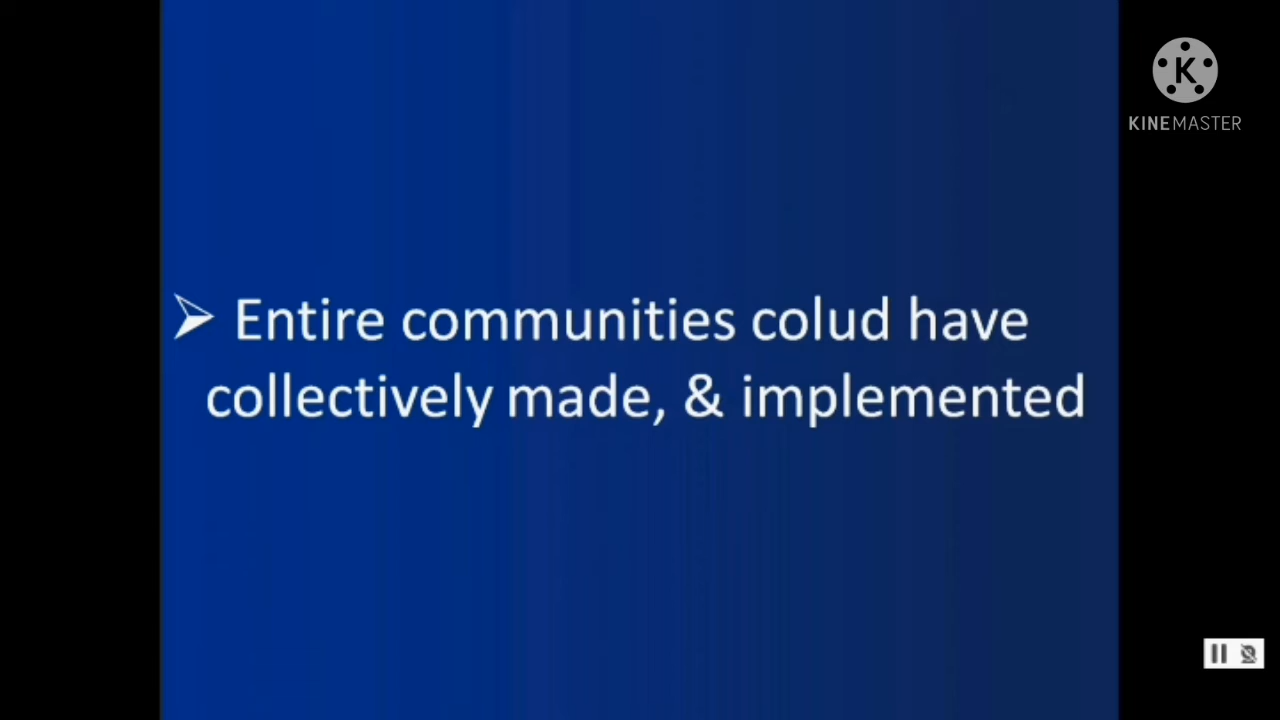 ➢ Entire communities colud have
collectively made, & implemented
K
KINEMASTER